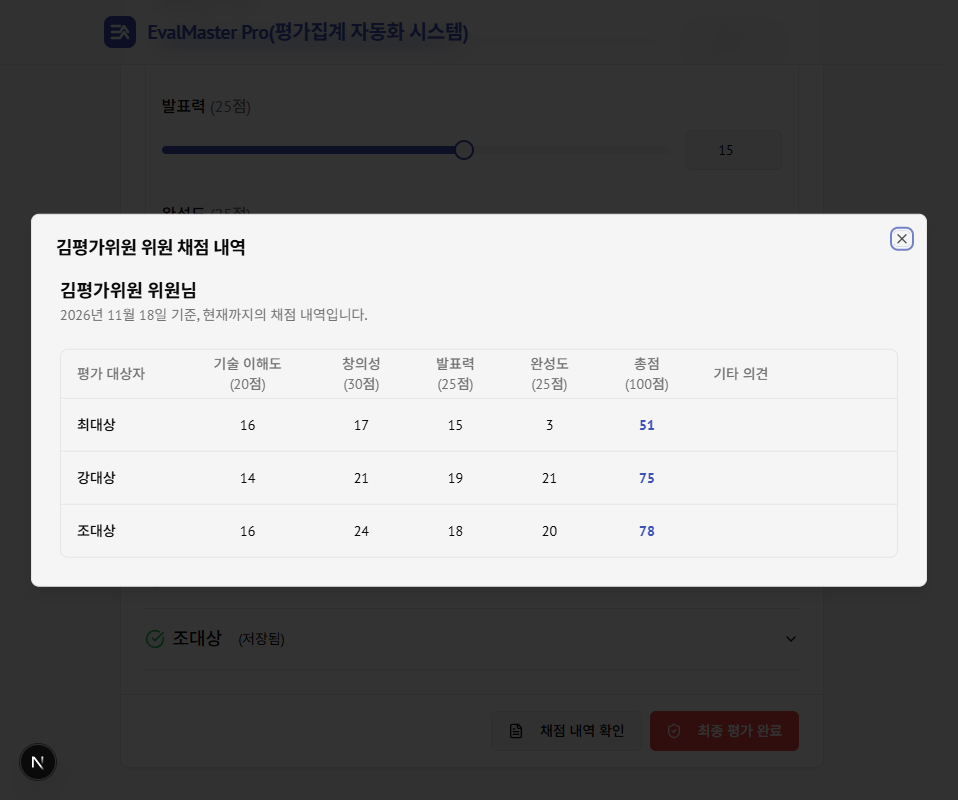 EvalMaster Pro(평가집계 자동화 시스템)
발표력 (25점)
15
완성도 (25점)
김평가위원 위원 채점 내역
김평가위원 위원님
2026년 11월 18일 기준, 현재까지의 채점 내역입니다.
평가 대상자 기술 이해도 (20점) 창의성 (30점) 발표력 (25점) 완성도 (25점) 총점 (100점) 기타 의견
최대상 16 17 15 3 51
강대상 14 21 19 21 75
조대상 16 24 18 20 78
조대상 (저장됨)
채점 내역 확인 최종 평가 완료
N